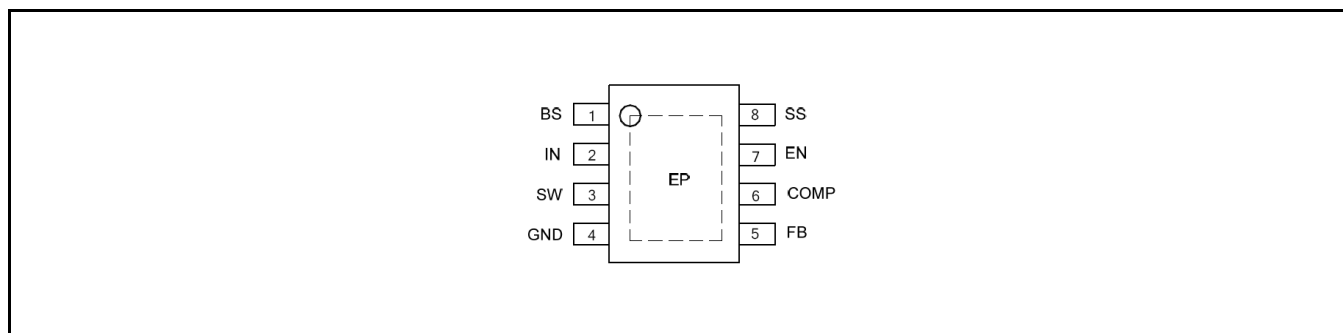 BS 1 8 SS
IN 2 7 EN
EP
SW 3 6 COMP
GND 4 5 FB